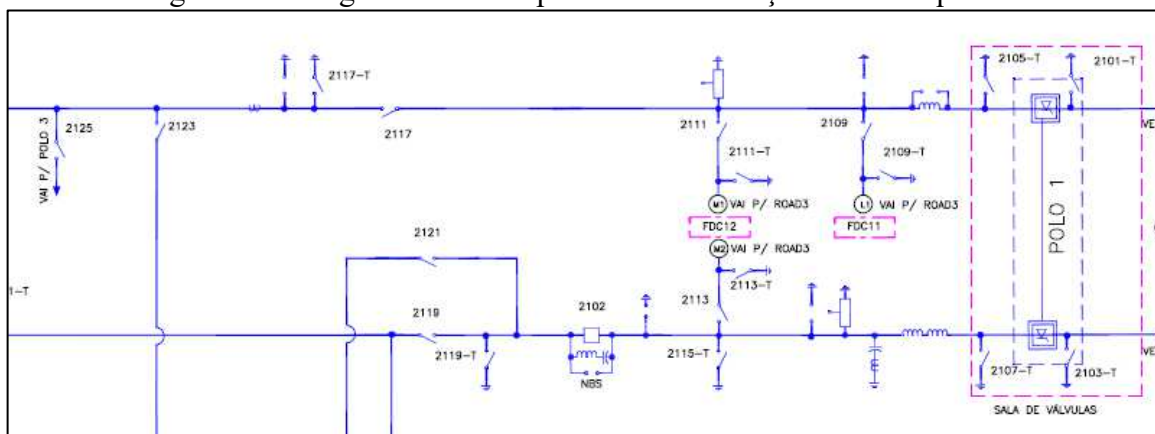 2117-T
2105-T
2101-T
2125
2123
2117
2111
2109
VE
VAI P/ POLO 3
2111-T
2109-T
M1 VAI P/ ROAD3
L1 VAI P/ ROAD3
FDC12
FDC11
POLO 1
2121
M2 VAI P/ ROAD3
2113-T
1-T
2119
2102
2113
2119-T
2115-T
VE
NBS
2107-T
2103-T
SALA DE VÁLVULAS